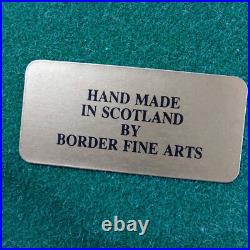 HAND MADE
IN SCOTLAND
BY
BORDER FINE ARTS